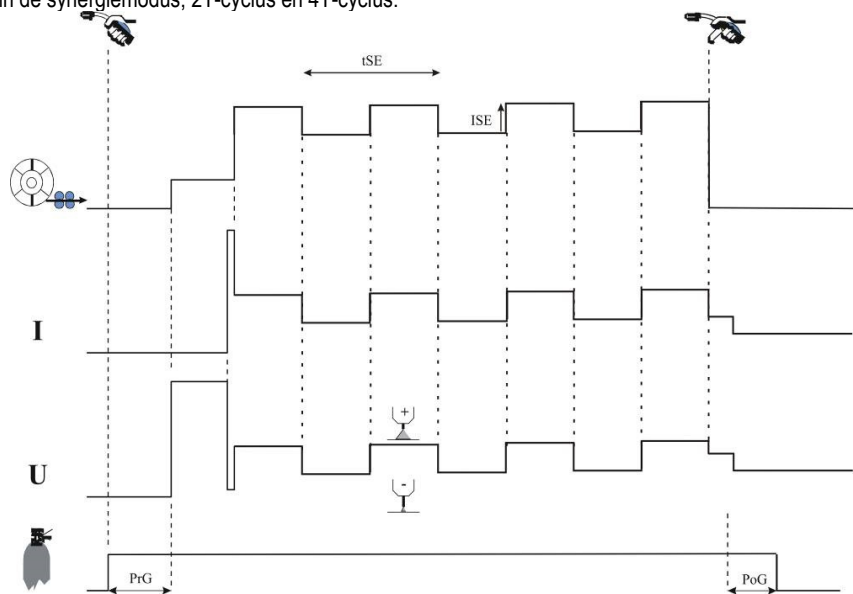 in de synergiemodus, 2T-cyclus en 4T-cyclus.
tSE
ISE
I
+
U
-
PrG
PoG